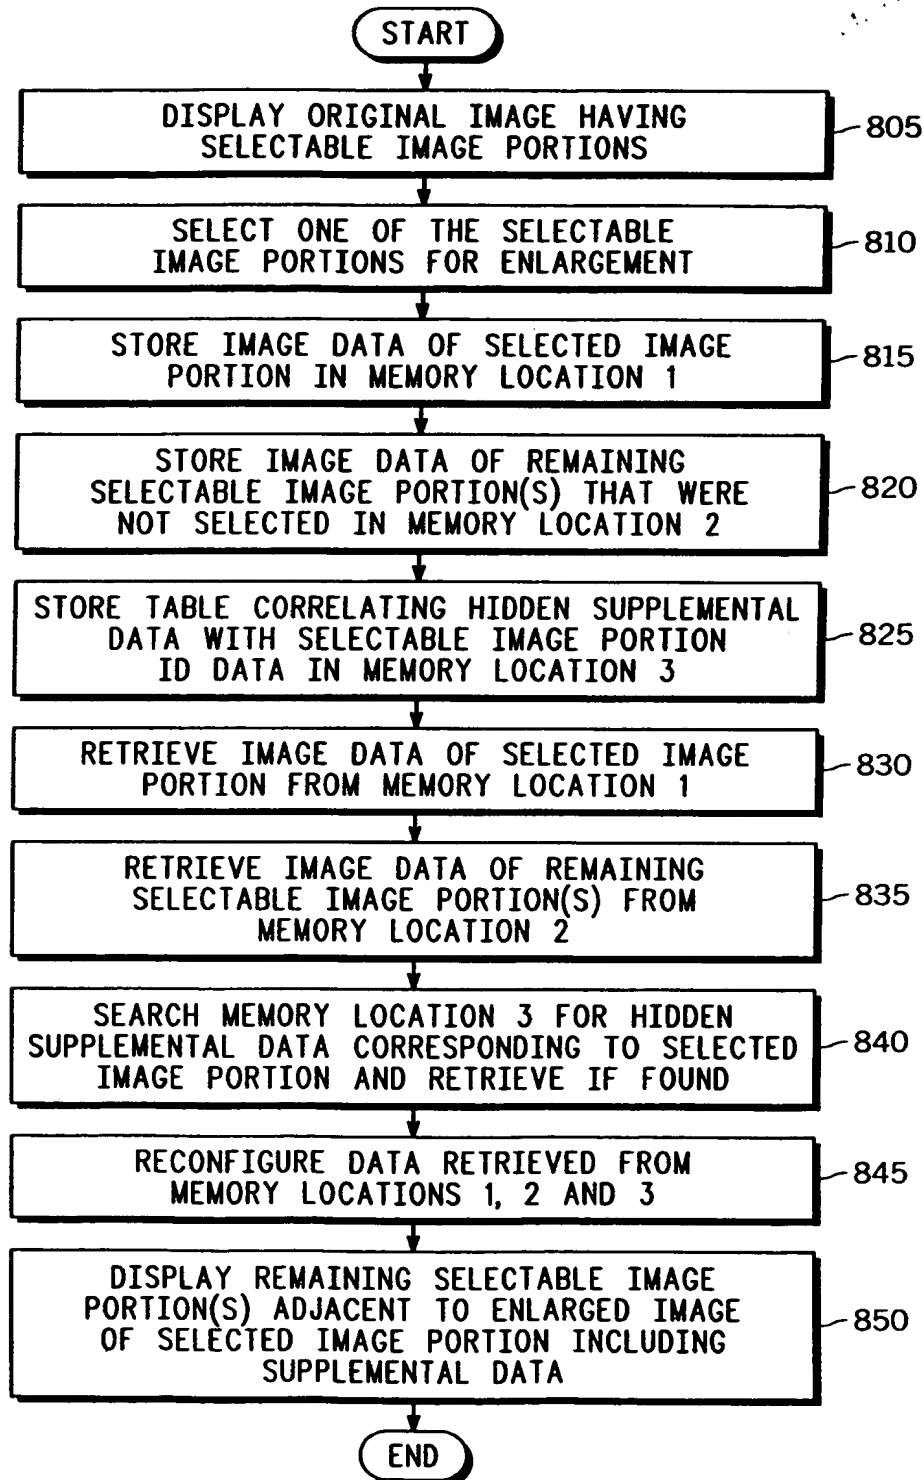 START
DISPLAY ORIGINAL IMAGE HAVING
SELECTABLE IMAGE PORTIONS
805
SELECT ONE OF THE SELECTABLE
IMAGE PORTIONS FOR ENLARGEMENT
810
STORE IMAGE DATA OF SELECTED IMAGE
PORTION IN MEMORY LOCATION 1
815
STORE IMAGE DATA OF REMAINING
SELECTABLE IMAGE PORTION(S) THAT WERE
NOT SELECTED IN MEMORY LOCATION 2
820
STORE TABLE CORRELATING HIDDEN SUPPLEMENTAL
DATA WITH SELECTABLE IMAGE PORTION
ID DATA IN MEMORY LOCATION 3
825
RETRIEVE IMAGE DATA OF SELECTED IMAGE
PORTION FROM MEMORY LOCATION 1
830
RETRIEVE IMAGE DATA OF REMAINING
SELECTABLE IMAGE PORTION(S) FROM
MEMORY LOCATION 2
835
SEARCH MEMORY LOCATION 3 FOR HIDDEN
SUPPLEMENTAL DATA CORRESPONDING TO SELECTED
IMAGE PORTION AND RETRIEVE IF FOUND
840
RECONFIGURE DATA RETRIEVED FROM
MEMORY LOCATIONS 1, 2 AND 3
845
DISPLAY REMAINING SELECTABLE IMAGE
PORTION(S) ADJACENT TO ENLARGED IMAGE
OF SELECTED IMAGE PORTION INCLUDING
SUPPLEMENTAL DATA
850
END